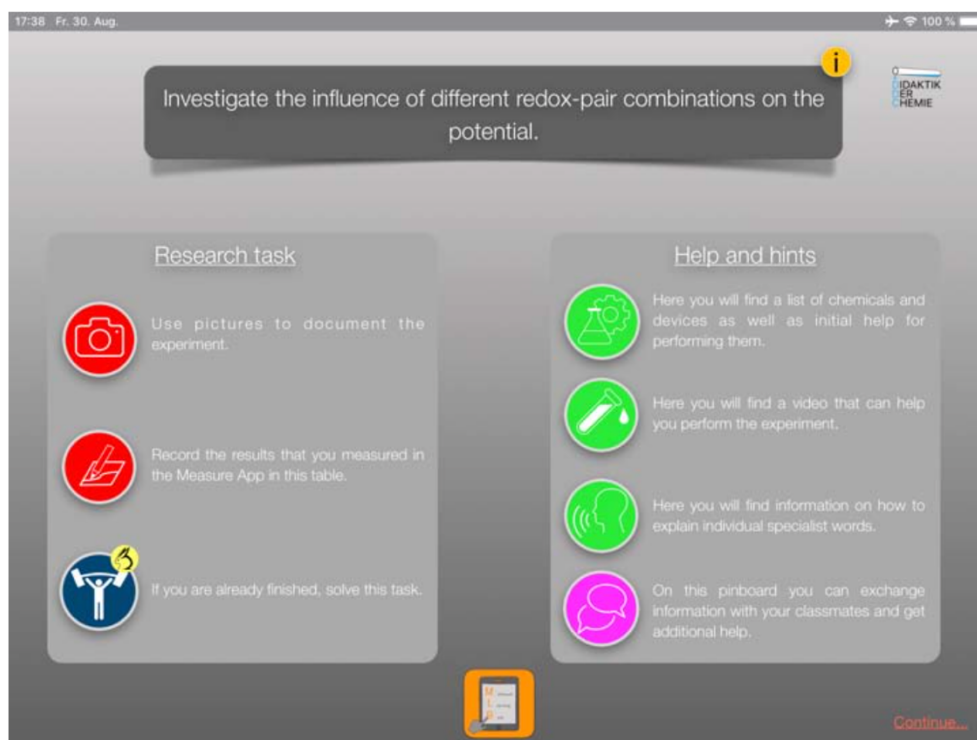 17:38 Fr. 30. Aug.
100 %
i
Investigate the influence of different redox-pair combinations on the
potential.
DIDAKTIK
DER
CHEMIE
Research task
Use pictures to document the
experiment.
Record the results that you measured in
the Measure App in this table.
If you are already finished, solve this task.
Help and hints
Here you will find a list of chemicals and
devices as well as initial help for
performing them.
Here you will find a video that can help
you perform the experiment.
Here you will find information on how to
explain individual specialist words.
On this pinboard you can exchange
information with your classmates and get
additional help.
M
L
Continue...